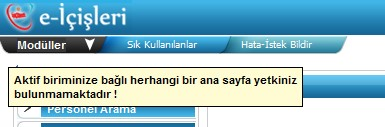 e-İçişleri
Modüller Sık Kullanılanlar Hata-İstek Bildir
Aktif biriminize bağlı herhangi bir ana sayfa yetkiniz
bulunmamaktadır !
Personel Arama